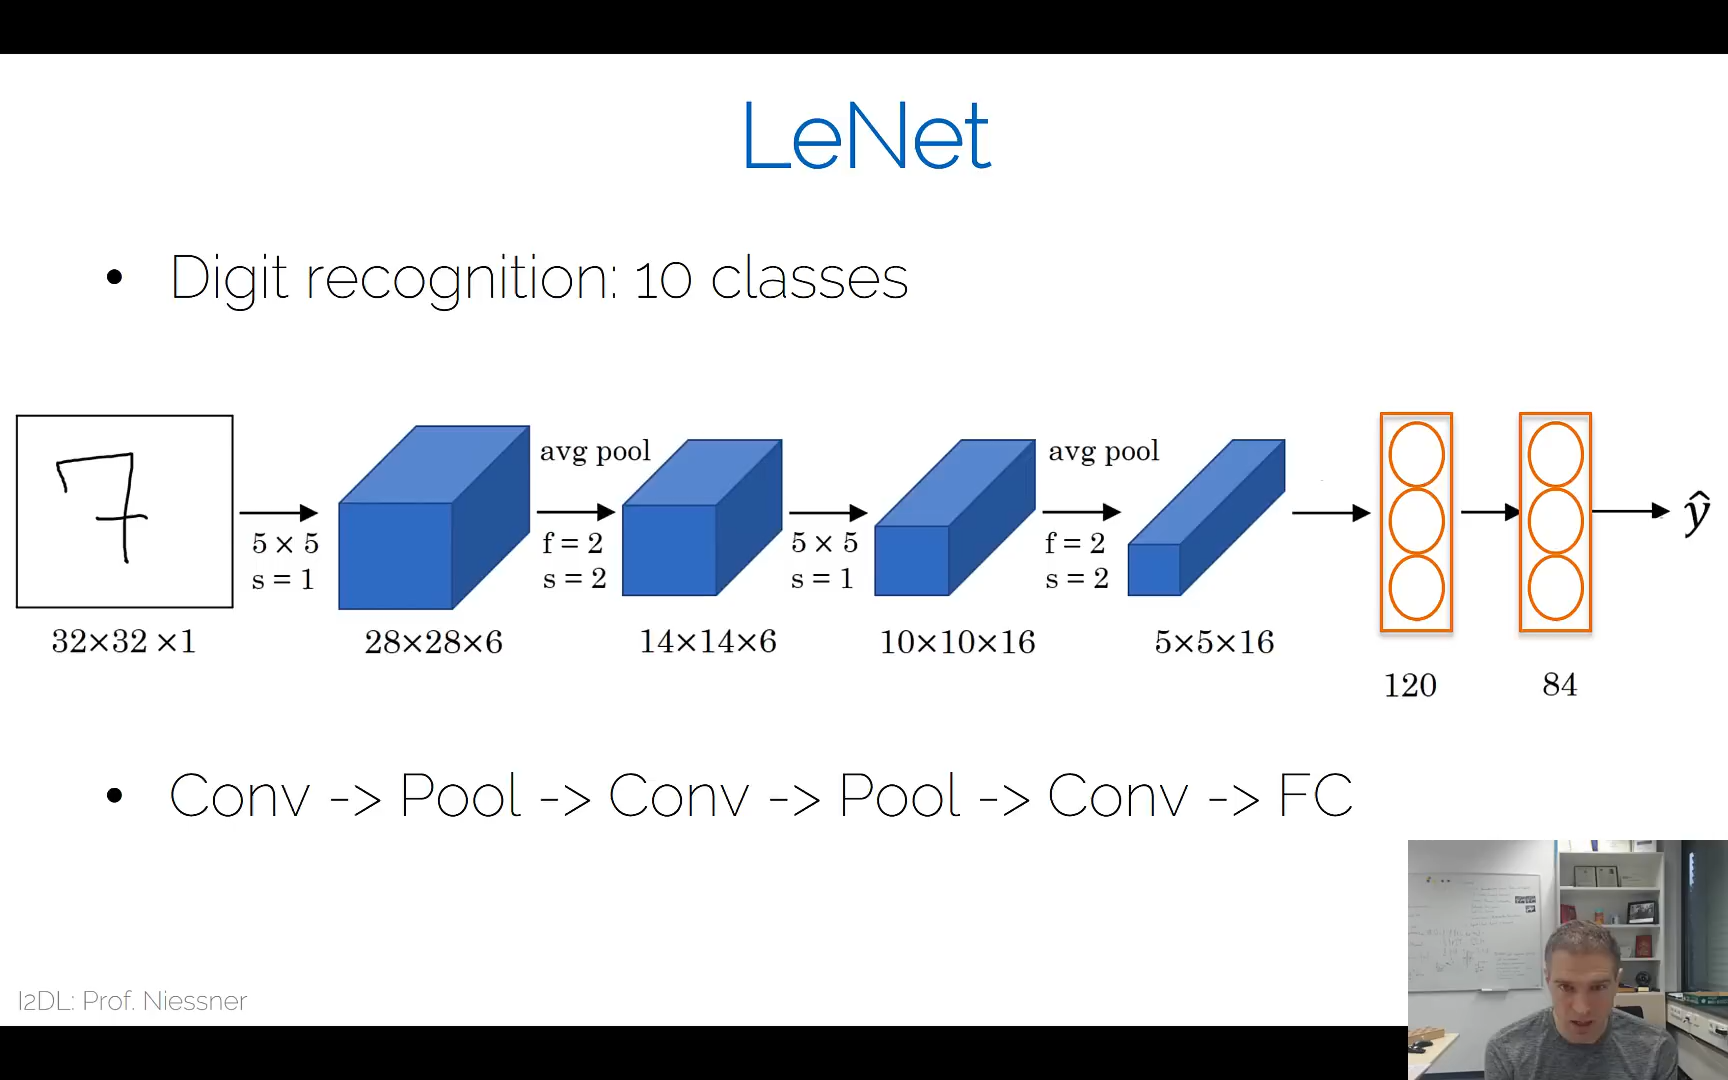 LeNet
• Digit recognition: 10 classes
7
avg pool
avg pool
5 × 5
f = 2
5 × 5
f = 2
ŷ
s = 1
s = 2
s = 1
s = 2
32×32 ×1
28×28×6
14×14×6
10×10×16
5×5×16
120
84
• Conv -> Pool -> Conv -> Pool -> Conv -> FC
I2DL: Prof. Niessner